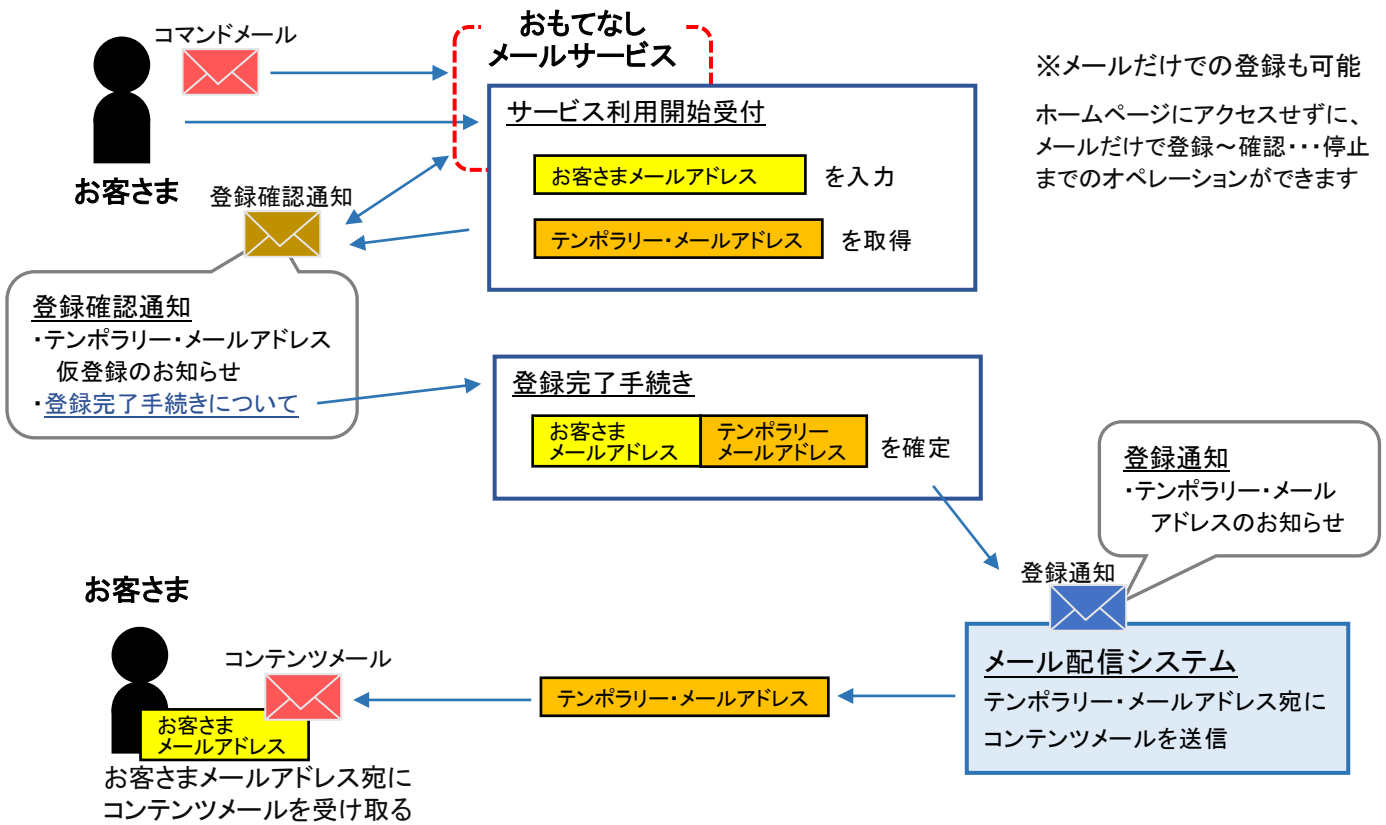 コマンドメール
おもてなし
メールサービス
※メールだけでの登録も可能
ホームページにアクセスせずに、
メールだけで登録～確認･･･停止
までのオペレーションができます
お客さま
サービス利用開始受付
お客さまメールアドレス を入力
テンポラリー・メールアドレス を取得
登録確認通知
登録確認通知
・テンポラリー・メールアドレス
仮登録のお知らせ
・登録完了手続きについて
登録完了手続き
お客さま
メールアドレス
テンポラリー
メールアドレス
を確定
登録通知
・テンポラリー・メール
アドレスのお知らせ
登録通知
メール配信システム
テンポラリー・メールアドレス宛に
コンテンツメールを送信
テンポラリー・メールアドレス
お客さま
コンテンツメール
お客さま
メールアドレス
お客さまメールアドレス宛に
コンテンツメールを受け取る